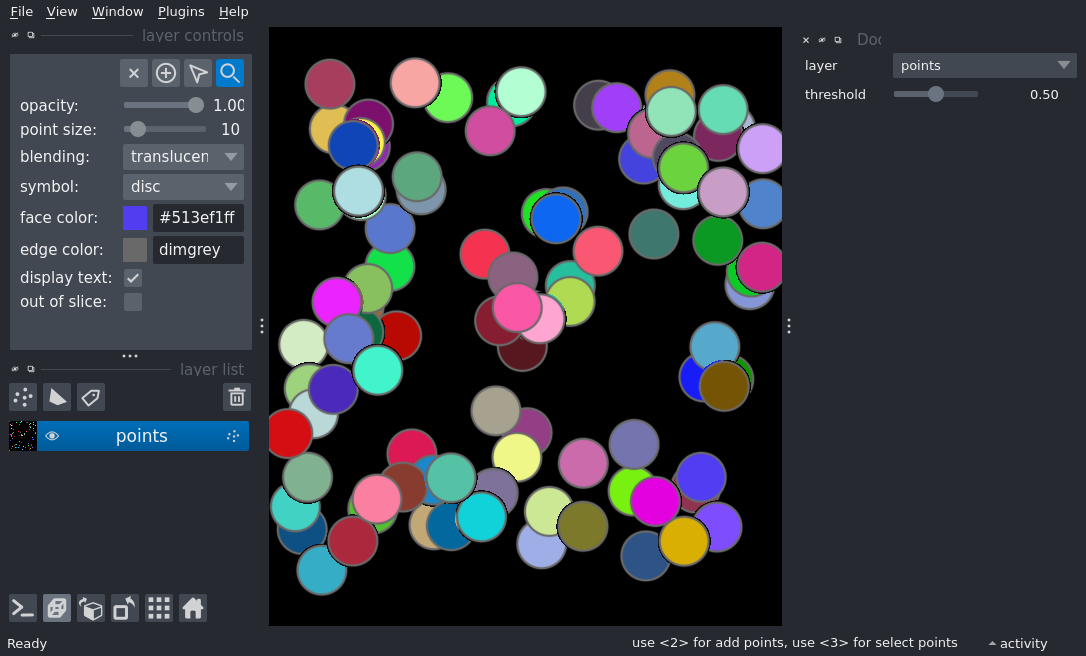 File View Window Plugins Help
layer controls
opacity: 1.00
point size: 10
blending: translucen
symbol: disc
face color: #513ef1ff
edge color: dimgrey
display text:
out of slice:
layer list
points
Ready
Doc
layer points
threshold 0.50
use <2> for add points, use <3> for select points activity